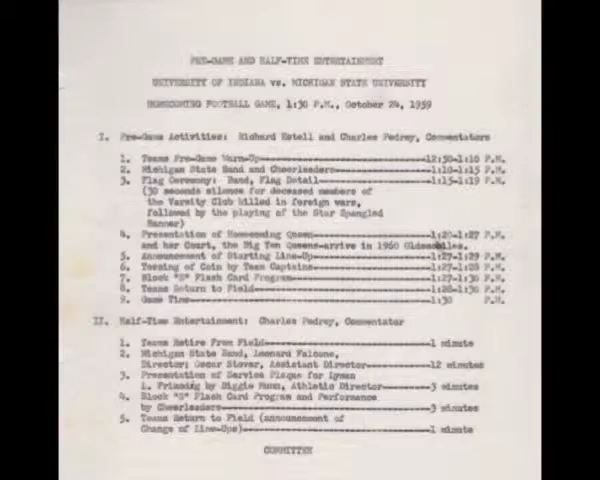 PRE-GAME AND HALF-TIME ENTERTAINMENT
UNIVERSITY OF INDIANA vs. MICHIGAN STATE UNIVERSITY
HOMECOMING FOOTBALL GAME, 1:30 P.M., October 24, 1959
I. Pre-Game Activities: Richard Estell and Charles Pedrey, Commentators
1. Teams Pre-Game Warm-Up 12:30-1:10 P.M.
2. Michigan State Band and Cheerleaders 1:10-1:15 P.M.
3. Flag Ceremony: Band, Flag Detail 1:15-1:19 P.M.
(30 seconds silence for deceased members of
the Varsity Club killed in foreign wars,
followed by the playing of the Star Spangled
Banner)
4. Presentation of Homecoming Queen 1:20-1:27 P.M.
and her Court, the Big Ten Queens-arrive in 1960 Oldsmobiles.
5. Announcement of Starting Line-Up 1:27-1:29 P.M.
6. Tossing of Coin by Team Captains 1:27-1:28 P.M.
7. Block "S" Flash Card Program 1:27-1:30 P.M.
8. Teams Return to Field 1:28-1:30 P.M.
9. Game Time 1:30 P.M.
II. Half-Time Entertainment: Charles Pedrey, Commentator
1. Teams Retire From Field 1 minute
2. Michigan State Band, Leonard Falcone,
Director; Oscar Stover, Assistant Director 12 minutes
3. Presentation of Service Plaque for Lyman
L. Frimodig by Biggie Munn, Athletic Director 3 minutes
4. Block "S" Flash Card Program and Performance
by Cheerleaders 3 minutes
5. Teams Return to Field (announcement of
Change of Line-Ups) 1 minute
COMMITTEE